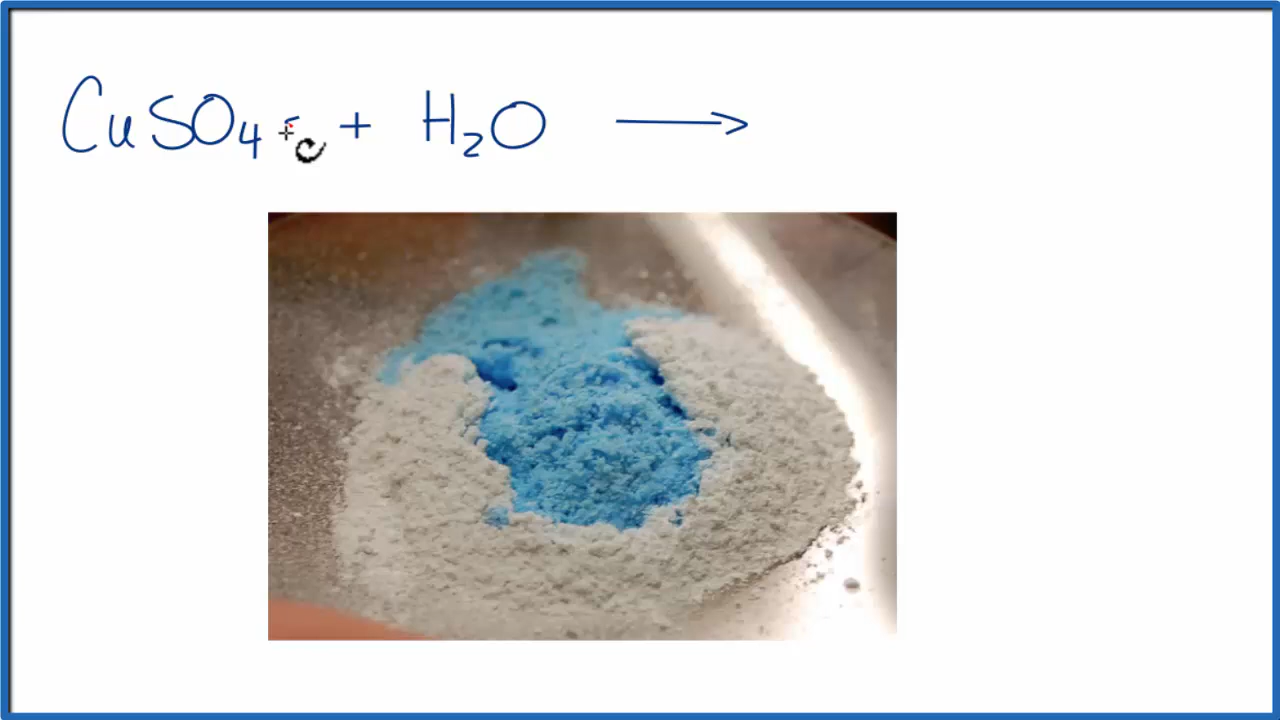 CuSO₄ + H₂O ⟶